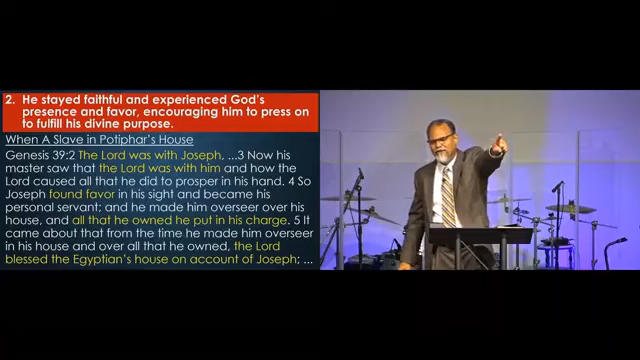 2. He stayed faithful and experienced God's
presence and favor, encouraging him to press on
to fulfill his divine purpose.
When A Slave in Potiphar's House
Genesis 39:2 The Lord was with Joseph, ...3 Now his
master saw that the Lord was with him and how the
Lord caused all that he did to prosper in his hand. 4 So
Joseph found favor in his sight and became his
personal servant; and he made him overseer over his
house, and all that he owned he put in his charge. 5 It
came about that from the time he made him overseer
in his house and over all that he owned, the Lord
blessed the Egyptian's house on account of Joseph; ...